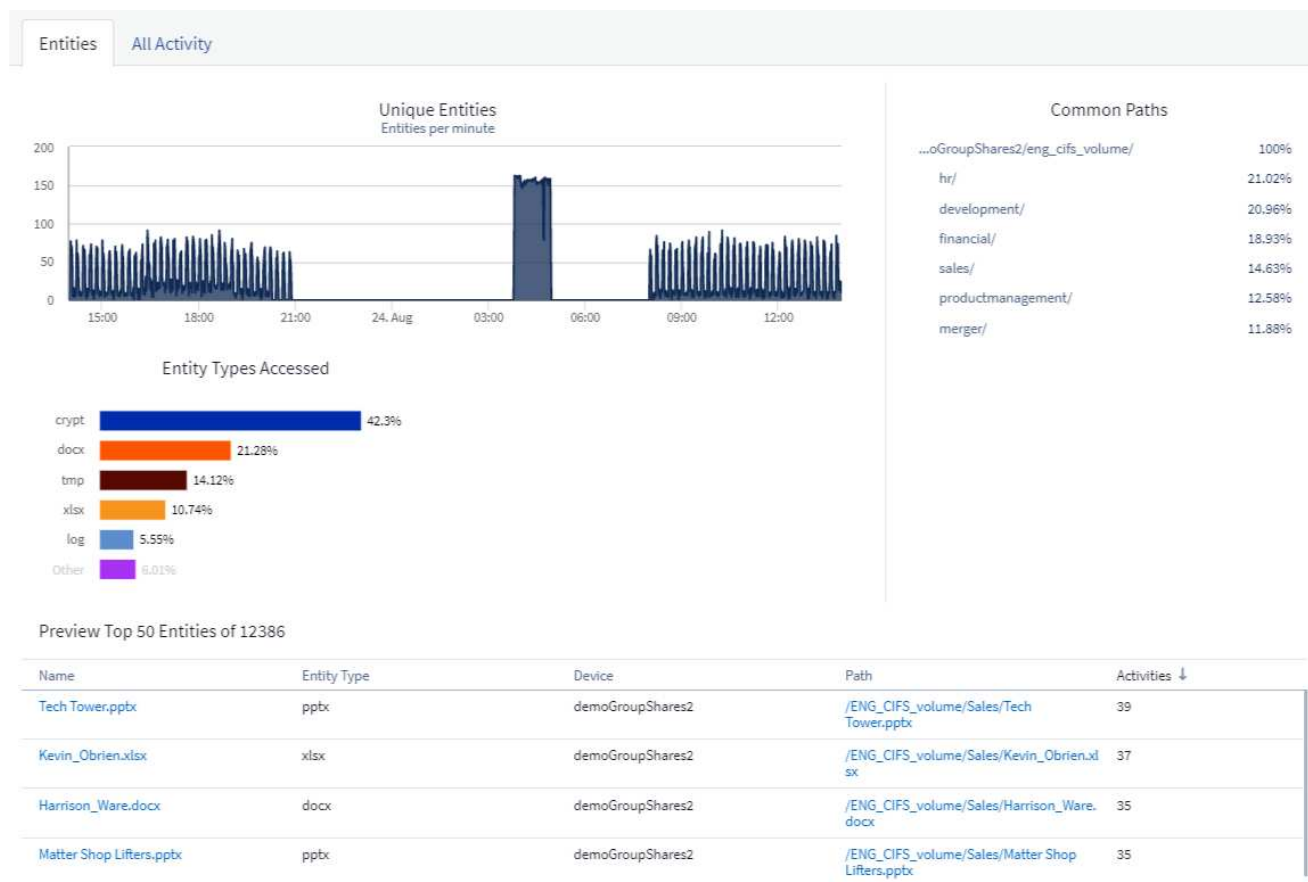 Entities All Activity
Unique Entities
Entities per minute
200
150
100
50
0
15:00 18:00 21:00 24. Aug 03:00 06:00 09:00 12:00
Common Paths
...oGroupShares2/eng_cifs_volume/ 100%
hr/ 21.02%
development/ 20.96%
financial/ 18.93%
sales/ 14.63%
productmanagement/ 12.58%
merger/ 11.88%
Entity Types Accessed
crypt 42.3%
docx 21.28%
tmp 14.12%
xlsx 10.74%
log 5.55%
Other 6.01%
Preview Top 50 Entities of 12386
Name Entity Type Device Path Activities ↓
Tech Tower.pptx pptx demoGroupShares2 /ENG_CIFS_volume/Sales/Tech 39
Tower.pptx
Kevin_Obrien.xlsx xlsx demoGroupShares2 /ENG_CIFS_volume/Sales/Kevin_Obrien.xl 37
sx
Harrison_Ware.docx docx demoGroupShares2 /ENG_CIFS_volume/Sales/Harrison_Ware. 35
docx
Matter Shop Lifters.pptx pptx demoGroupShares2 /ENG_CIFS_volume/Sales/Matter Shop 35
Lifters.pptx